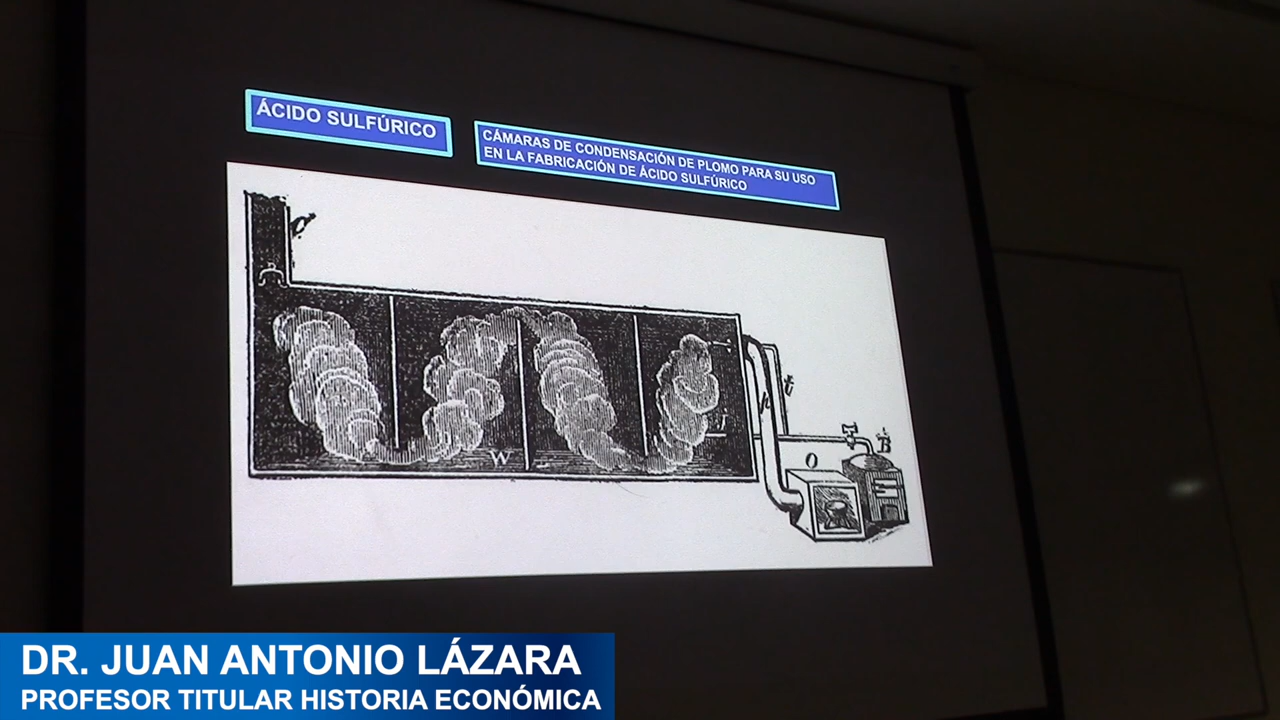 ÁCIDO SULFÚRICO
CÁMARAS DE CONDENSACIÓN DE PLOMO PARA SU USO
EN LA FABRICACIÓN DE ÁCIDO SULFÚRICO
W
O
B
t
DR. JUAN ANTONIO LÁZARA
PROFESOR TITULAR HISTORIA ECONÓMICA